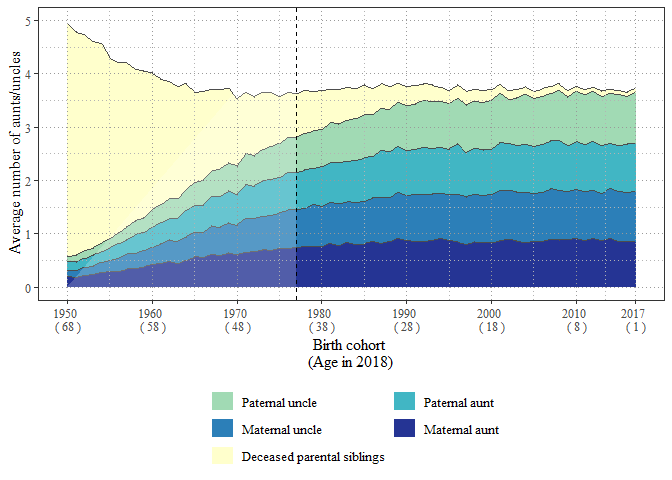 Average number of aunts/uncles
5
4
3
2
1
0
1950 1960 1970 1980 1990 2000 2010 2017
( 68 ) ( 58 ) ( 48 ) ( 38 ) ( 28 ) ( 18 ) ( 8 ) ( 1 )
Birth cohort
(Age in 2018)
Paternal uncle Paternal aunt
Maternal uncle Maternal aunt
Deceased parental siblings